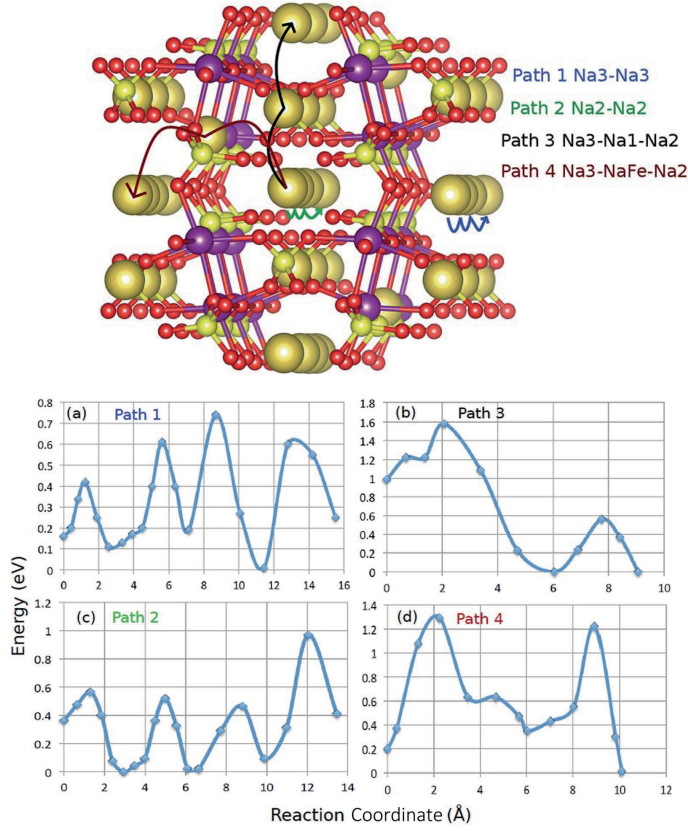 Path 1 Na3-Na3
Path 2 Na2-Na2
Path 3 Na3-Na1-Na2
Path 4 Na3-NaFe-Na2
(a) Path 1
0.8
0.7
0.6
0.5
0.4
0.3
0.2
0.1
0
0 2 4 6 8 10 12 14 16
(b) Path 3
1.8
1.6
1.4
1.2
1
0.8
0.6
0.4
0.2
0
0 2 4 6 8 10
Energy (eV)
(c) Path 2
1.2
1
0.8
0.6
0.4
0.2
0
0 2 4 6 8 10 12 14
(d) Path 4
1.4
1.2
1
0.8
0.6
0.4
0.2
0
0 2 4 6 8 10 12
Reaction Coordinate (Å)